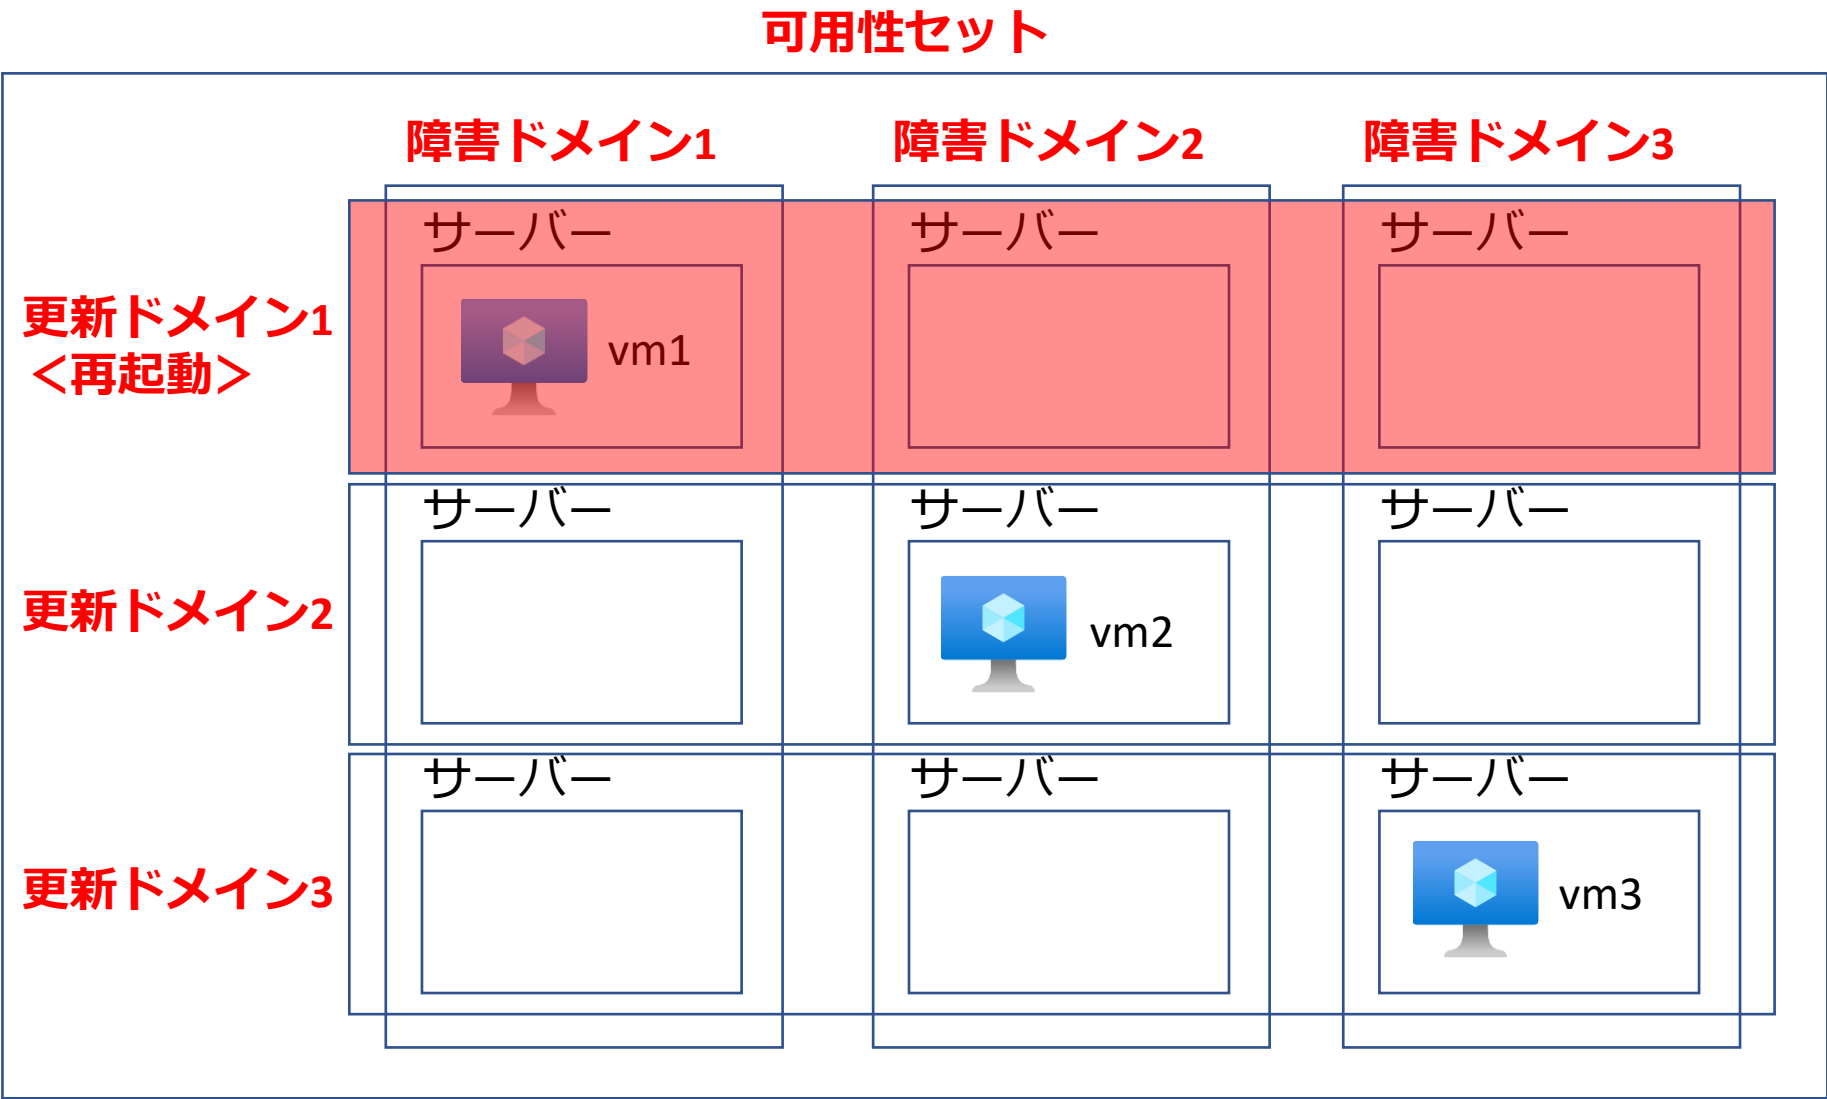 可用性セット
障害ドメイン1
障害ドメイン2
障害ドメイン3
更新ドメイン1
＜再起動＞
サーバー
vm1
サーバー
サーバー
更新ドメイン2
サーバー
サーバー
vm2
サーバー
更新ドメイン3
サーバー
サーバー
サーバー
vm3